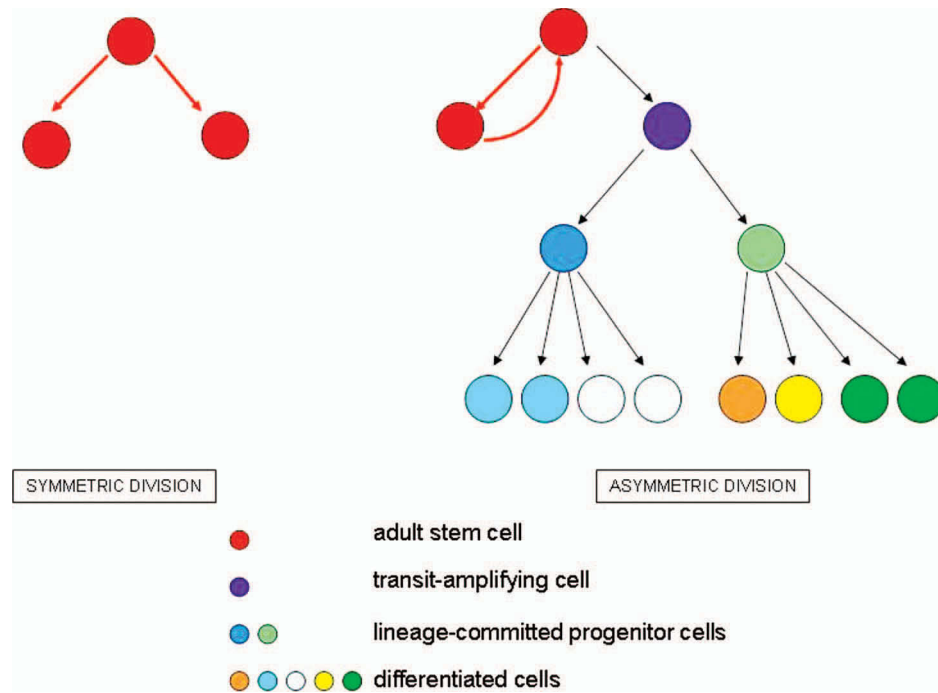 SYMMETRIC DIVISION
ASYMMETRIC DIVISION
adult stem cell
transit-amplifying cell
lineage-committed progenitor cells
differentiated cells